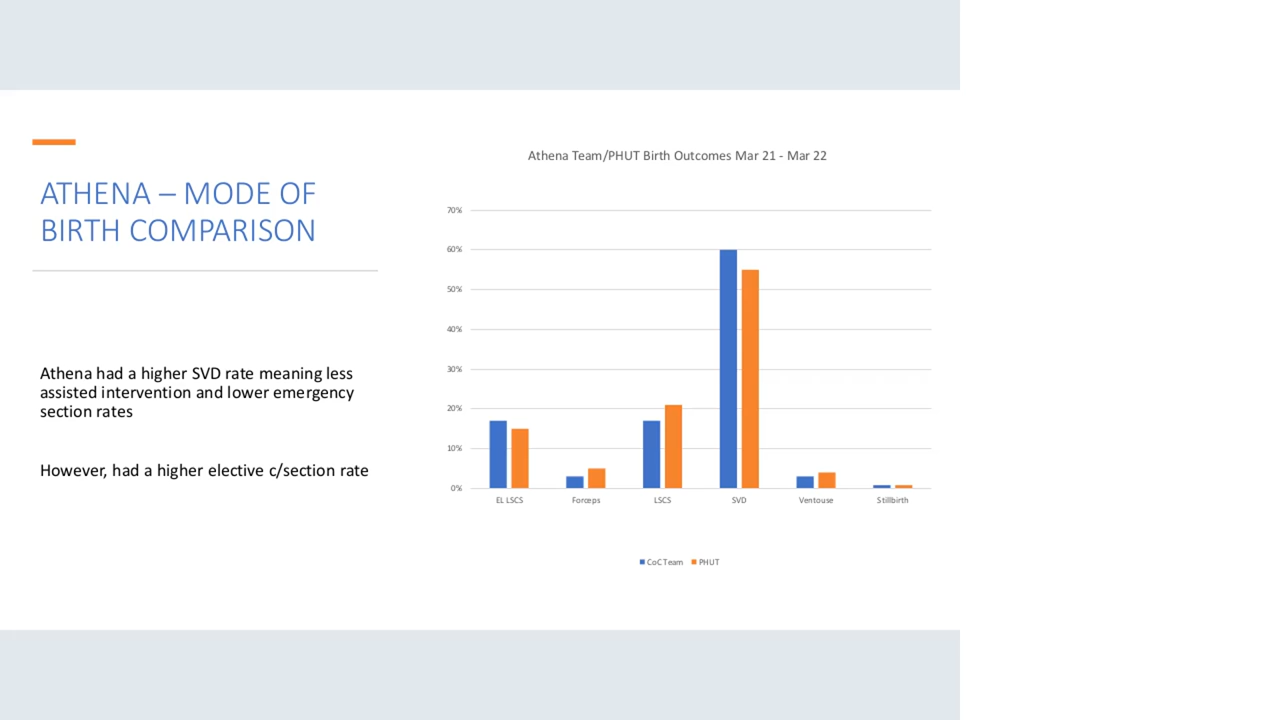 ATHENA – MODE OF
BIRTH COMPARISON
Athena had a higher SVD rate meaning less
assisted intervention and lower emergency
section rates
However, had a higher elective c/section rate
Athena Team/PHUT Birth Outcomes Mar 21 - Mar 22
70%
60%
50%
40%
30%
20%
10%
0%
EL LSCS Forceps LSCS SVD Ventouse Stillbirth
CoC Team PHUT